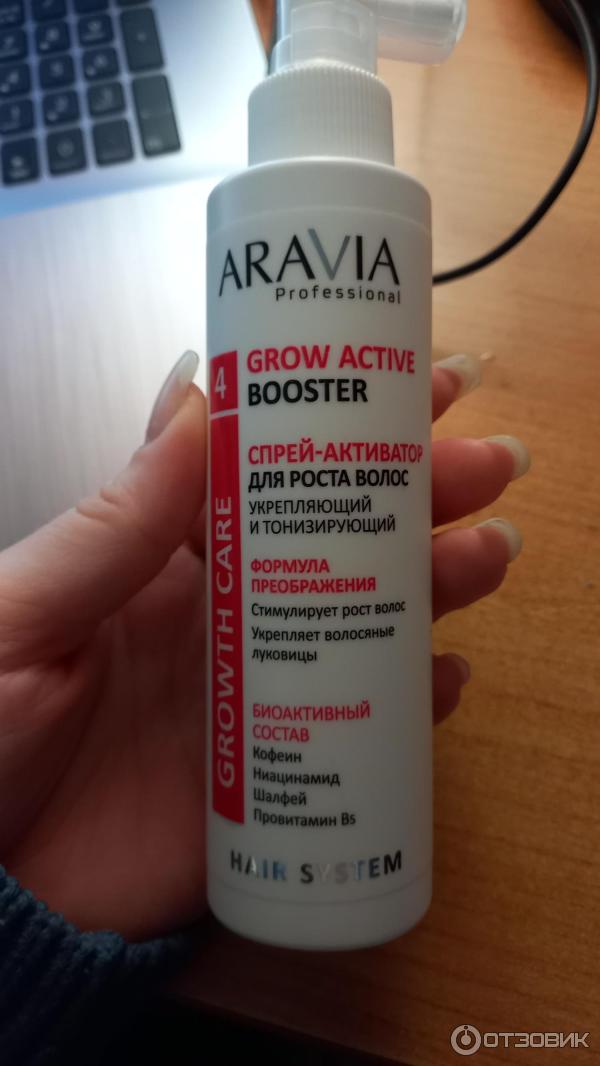 ARAVIA
Professional
4
GROW ACTIVE
BOOSTER
СПРЕЙ-АКТИВАТОР
ДЛЯ РОСТА ВОЛОС
УКРЕПЛЯЮЩИЙ
И ТОНИЗИРУЮЩИЙ
GROWTH CARE
ФОРМУЛА
ПРЕОБРАЖЕНИЯ
Стимулирует рост волос
Укрепляет волосяные
луковицы
БИОАКТИВНЫЙ
СОСТАВ
Кофеин
Ниацинамид
Шалфей
Провитамин B5
HAIR SYSTEM
ОТЗОВИК